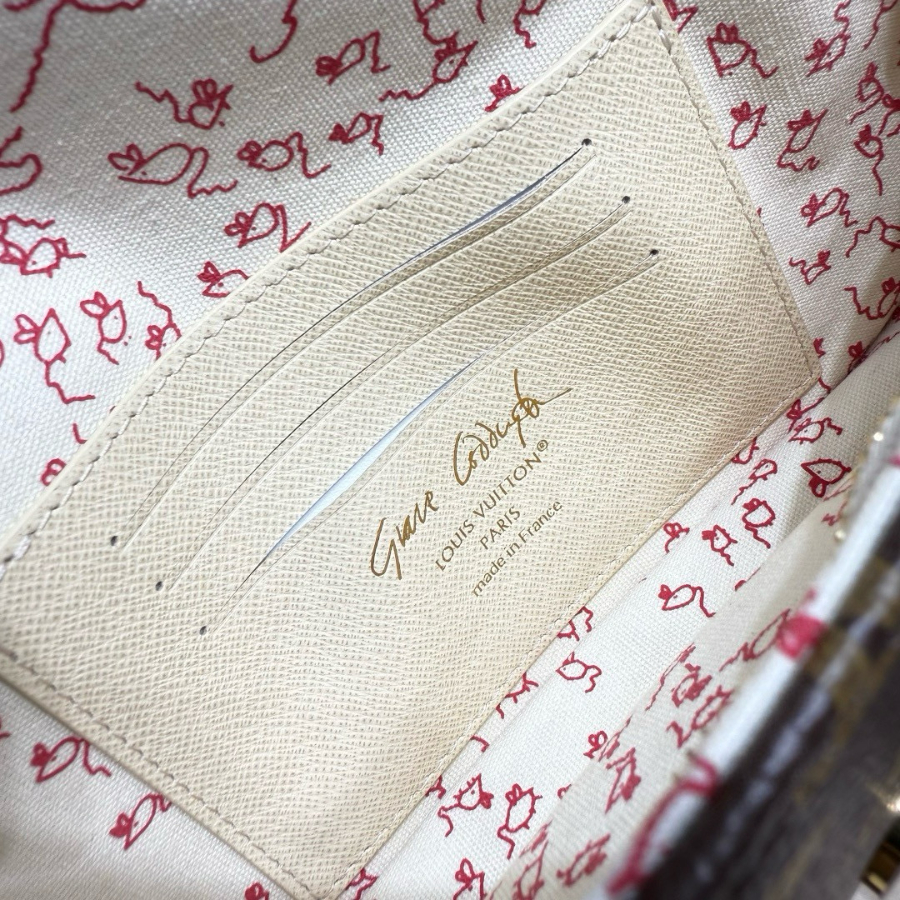 Grace Coddington
LOUIS VUITTON®
PARIS
made in France